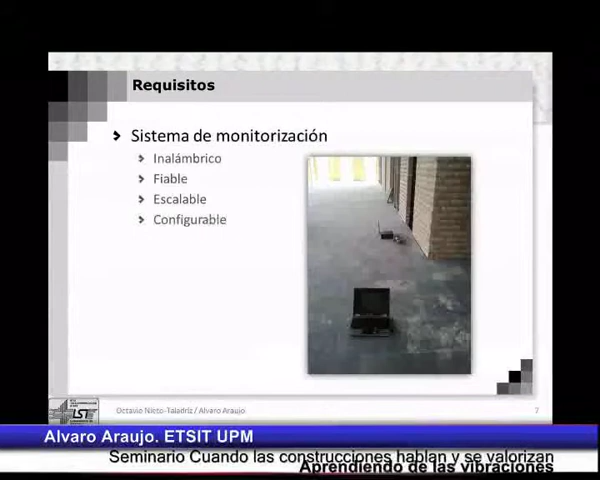 Requisitos
Sistema de monitorización
Inalámbrico
Fiable
Escalable
Configurable
LST
Octavio Nieto-Taladriz / Alvaro Araujo
7
Alvaro Araujo. ETSIT UPM
Seminario Cuando las construcciones hablan y se valorizan
Aprendiendo de las vibraciones